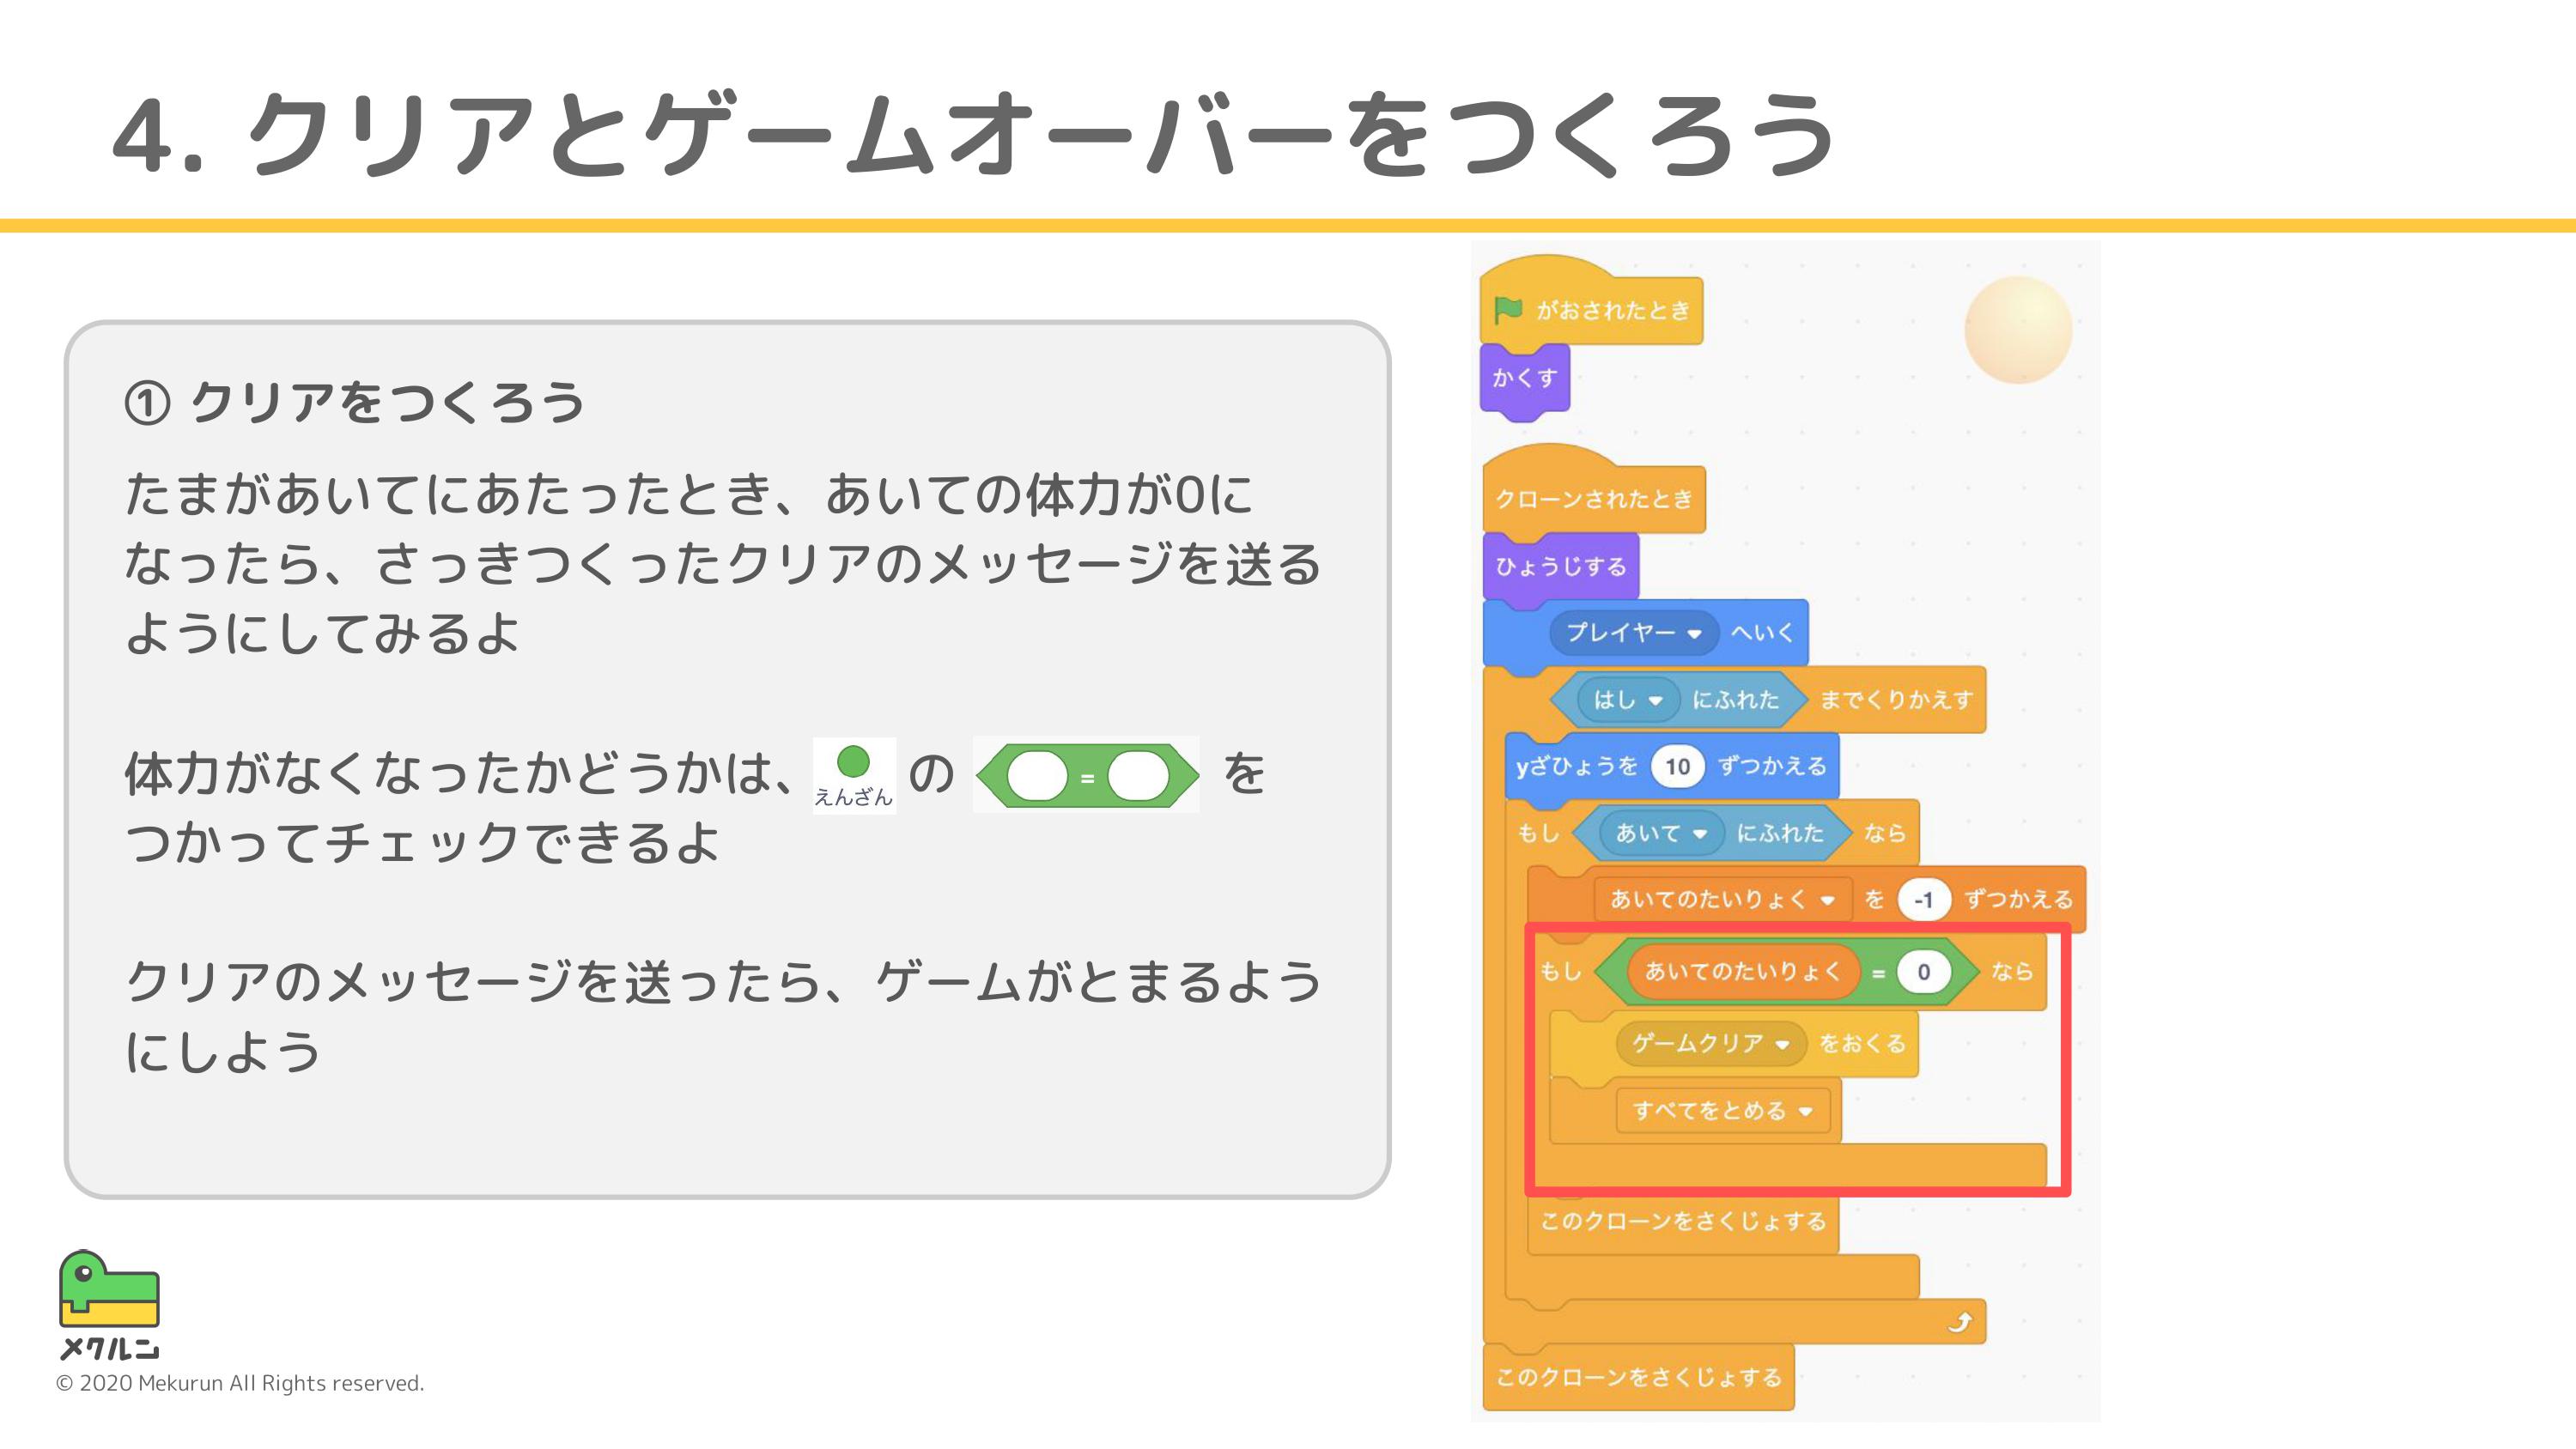 4. クリアとゲームオーバーをつくろう
① クリアをつくろう
たまがあいてにあたったとき、あいての体力が0に
なったら、さっきつくったクリアのメッセージを送る
ようにしてみるよ
体力がなくなったかどうかは、 えんざん の = を
つかってチェックできるよ
クリアのメッセージを送ったら、ゲームがとまるよう
にしよう
がおされたとき
かくす
クローンされたとき
ひょうじする
プレイヤー へいく
はし にふれた までくりかえす
yざひょうを 10 ずつかえる
もし あいて にふれた なら
あいてのたいりょく を -1 ずつかえる
もし あいてのたいりょく = 0 なら
ゲームクリア をおくる
すべてをとめる
このクローンをさくじょする
このクローンをさくじょする
メクルン
© 2020 Mekurun All Rights reserved.